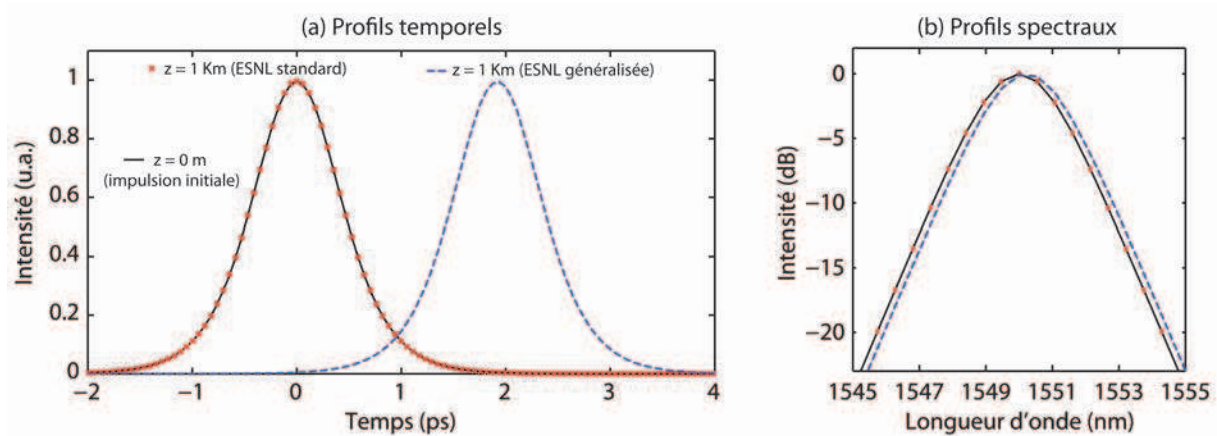 (a) Profils temporels
z = 1 Km (ESNL standard)
z = 1 Km (ESNL généralisée)
z = 0 m
(impulsion initiale)
Intensité (u.a.)
1
0.8
0.6
0.4
0.2
0
−2
−1
0
1
2
3
4
Temps (ps)
(b) Profils spectraux
Intensité (dB)
0
−5
−10
−15
−20
1545
1547
1549
1551
1553
1555
Longueur d'onde (nm)